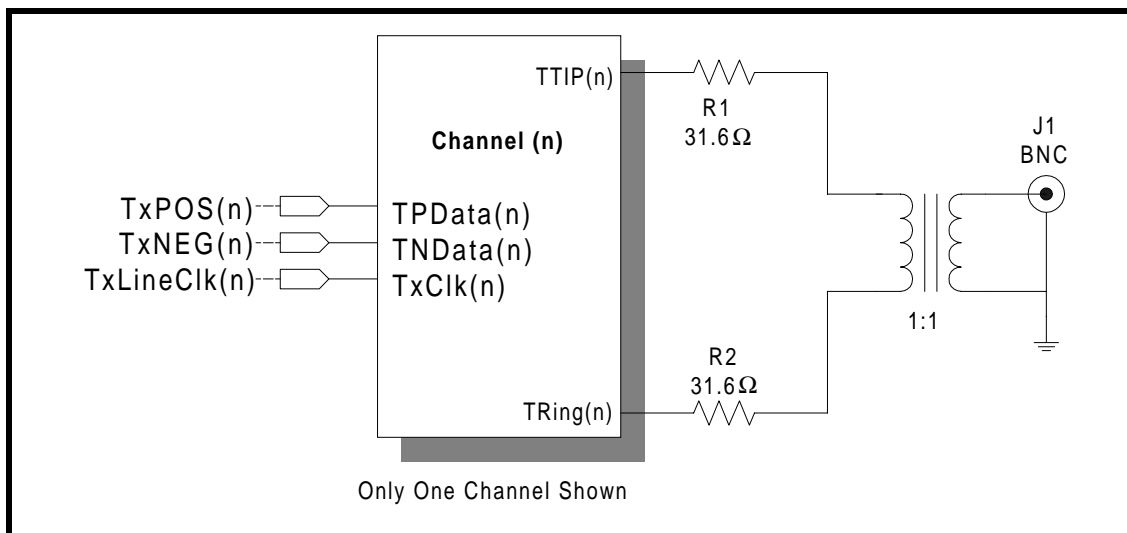 TTIP(n)
R1
31.6Ω
J1
BNC
Channel (n)
TxPOS(n)
TPData(n)
TxNEG(n)
TNData(n)
TxLineClk(n)
TxClk(n)
1:1
R2
31.6Ω
TRing(n)
Only One Channel Shown